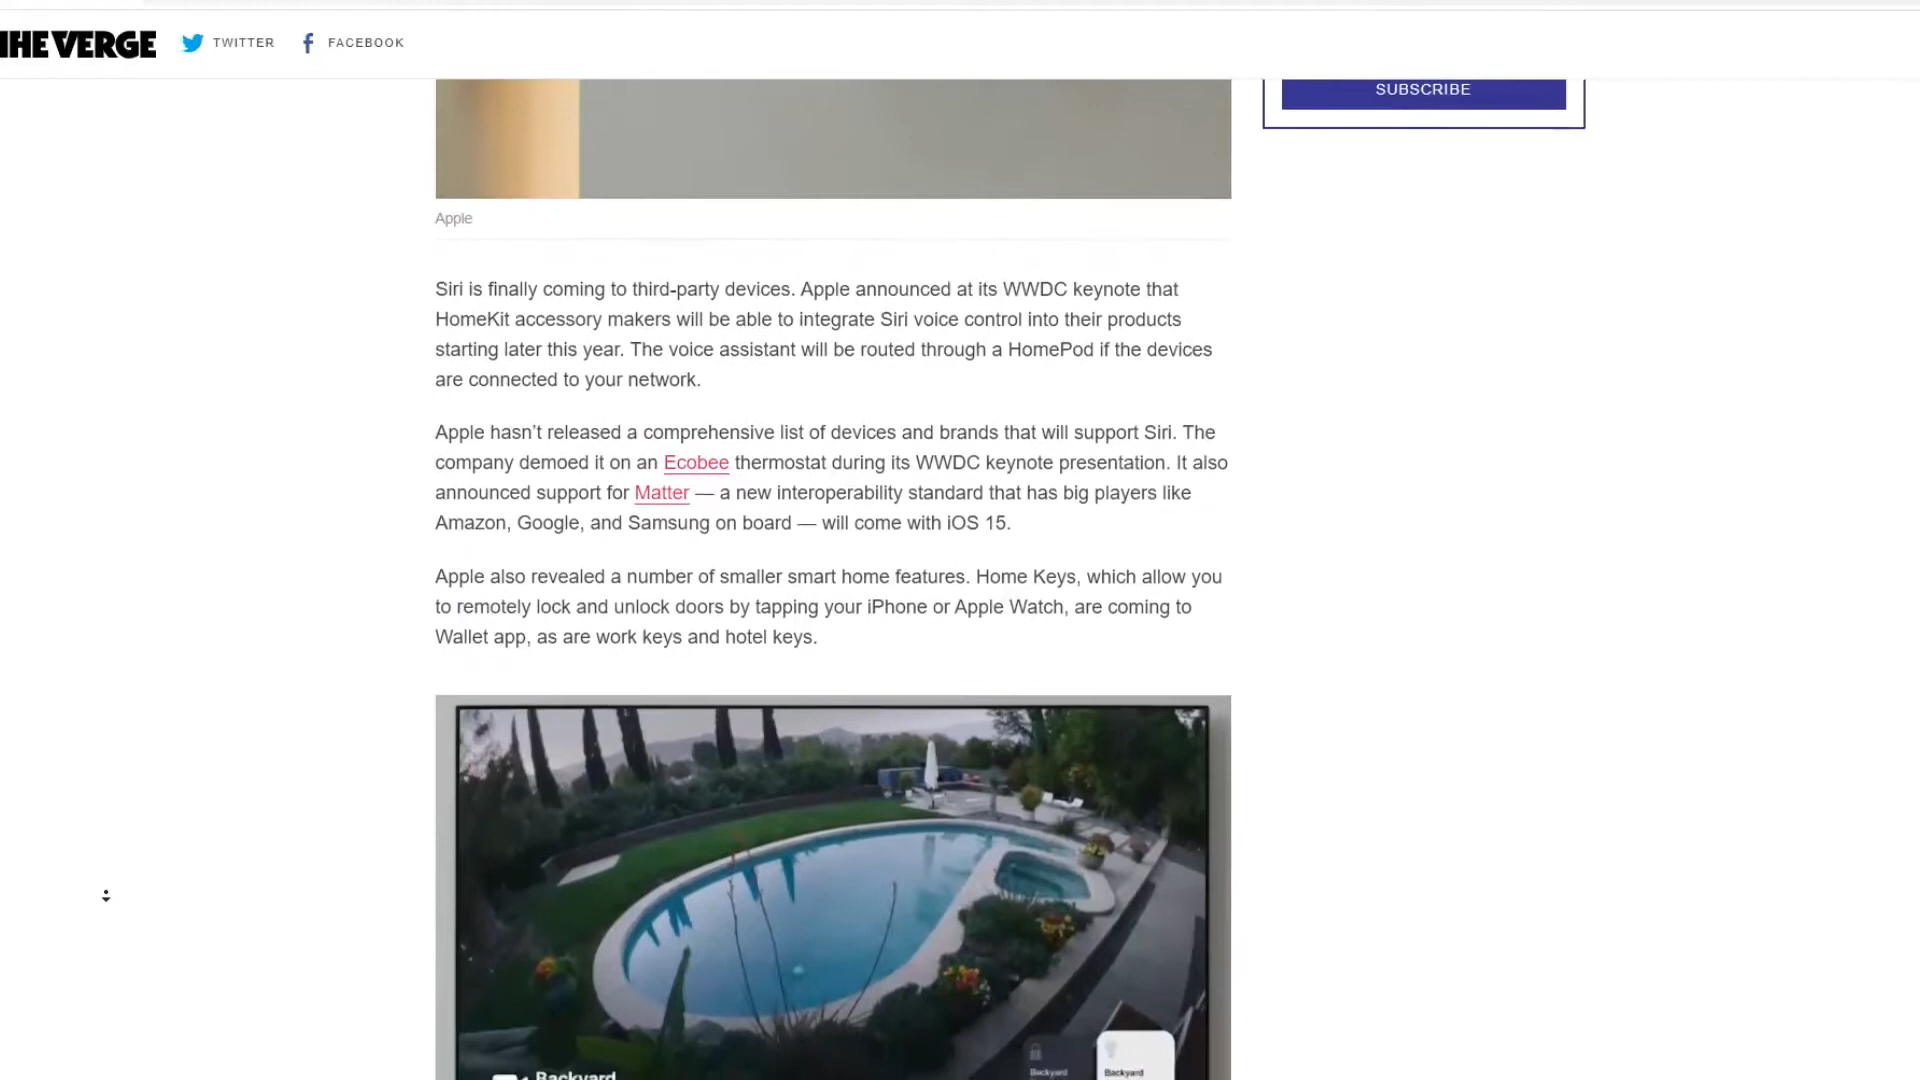 THE VERGE
TWITTER
FACEBOOK
SUBSCRIBE
Apple
Siri is finally coming to third-party devices. Apple announced at its WWDC keynote that
HomeKit accessory makers will be able to integrate Siri voice control into their products
starting later this year. The voice assistant will be routed through a HomePod if the devices
are connected to your network.
Apple hasn’t released a comprehensive list of devices and brands that will support Siri. The
company demoed it on an Ecobee thermostat during its WWDC keynote presentation. It also
announced support for Matter — a new interoperability standard that has big players like
Amazon, Google, and Samsung on board — will come with iOS 15.
Apple also revealed a number of smaller smart home features. Home Keys, which allow you
to remotely lock and unlock doors by tapping your iPhone or Apple Watch, are coming to
Wallet app, as are work keys and hotel keys.
Backyard
Backyard
Backyard